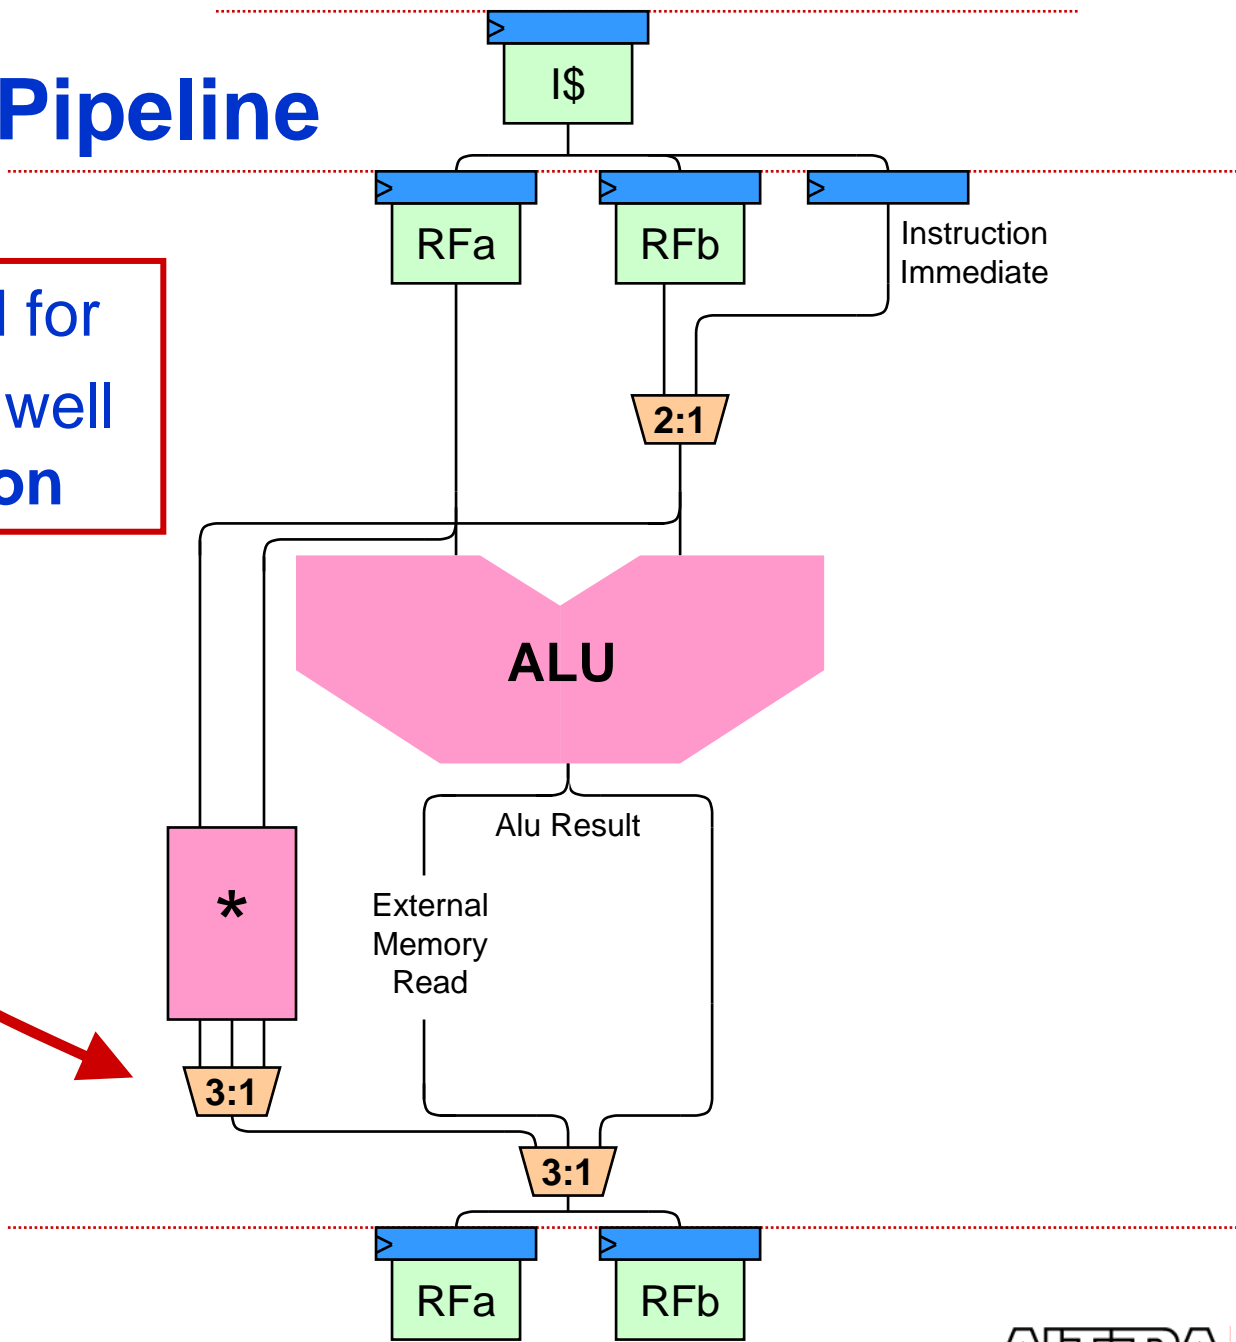 I$
Pipeline
RFa
RFb
Instruction
Immediate
for
well
on
2:1
ALU
Alu Result
*
External
Memory
Read
3:1
3:1
RFa
RFb